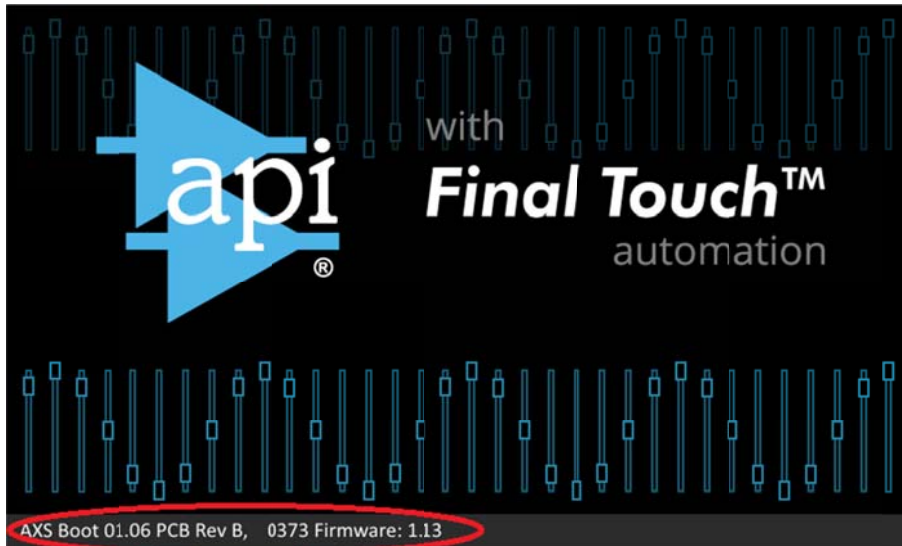 api
®
with
Final Touch™
automation
AXS Boot 01.06 PCB Rev B, 0373 Firmware: 1.13